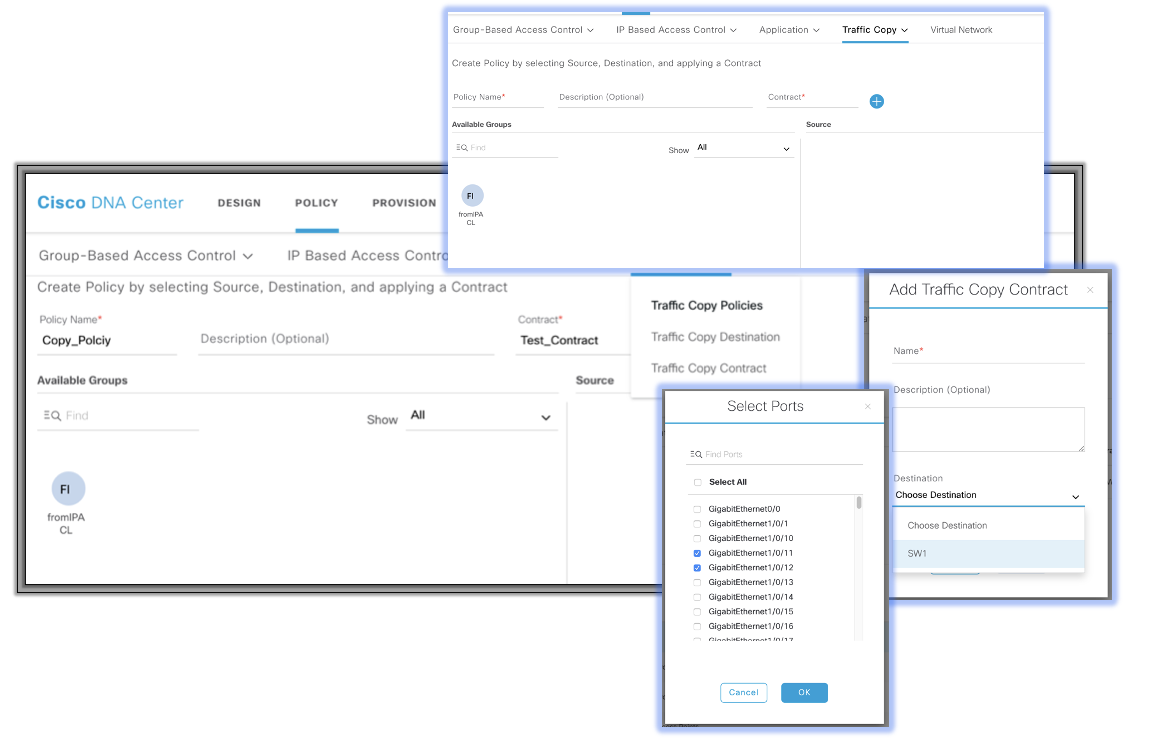 Group-Based Access Control IP Based Access Control Application Traffic Copy Virtual Network
Create Policy by selecting Source, Destination, and applying a Contract
Policy Name* Description (Optional) Contract*
Available Groups Source
Find Show All
FI
fromIPA
CL
Cisco DNA Center DESIGN POLICY PROVISION
Group-Based Access Control IP Based Access Contro
Create Policy by selecting Source, Destination, and applying a Contract
Policy Name* Contract*
Copy_Polciy Description (Optional) Test_Contract
Available Groups Source
Find Show All
FI
fromIPA
CL
Traffic Copy Policies
Traffic Copy Destination
Traffic Copy Contract
Add Traffic Copy Contract
Name*
Description (Optional)
Destination
Choose Destination
Choose Destination
SW1
Select Ports
Find Ports
Select All
GigabitEthernet0/0
GigabitEthernet1/0/1
GigabitEthernet1/0/10
GigabitEthernet1/0/11
GigabitEthernet1/0/12
GigabitEthernet1/0/13
GigabitEthernet1/0/14
GigabitEthernet1/0/15
GigabitEthernet1/0/16
GigabitEthernet1/0/17
Cancel OK